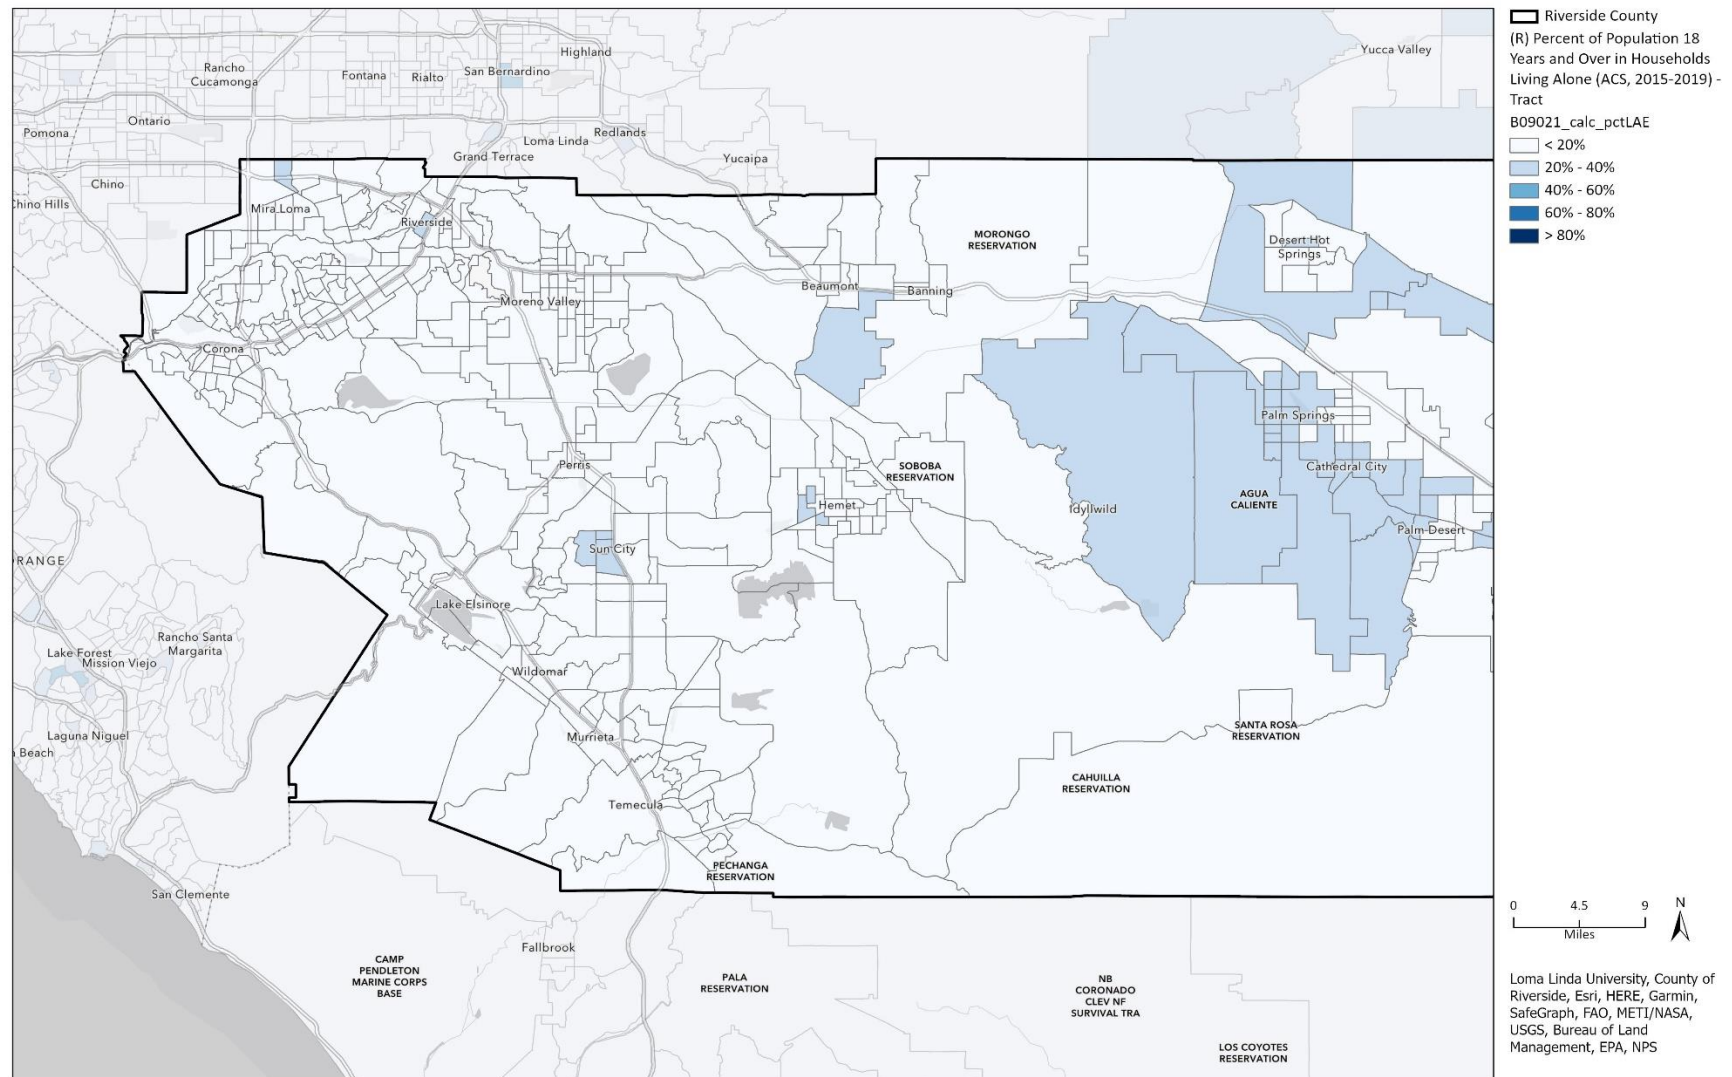 Riverside County
(R) Percent of Population 18
Years and Over in Households
Living Alone (ACS, 2015-2019) -
Tract
B09021_calc_pctLAE
< 20%
20% - 40%
40% - 60%
60% - 80%
> 80%
Highland
Yucca Valley
Rancho
Cucamonga
Fontana
Rialto
San Bernardino
Ontario
Pomona
Loma Linda
Redlands
Grand Terrace
Yucaipa
Chino
Chino Hills
Mira Loma
Riverside
MORONGO
RESERVATION
Desert Hot
Springs
Moreno Valley
Beaumont
Banning
Corona
Palm Springs
Perris
SOBOBA
RESERVATION
Cathedral City
AGUA
CALIENTE
Hemet
Idyllwild
Palm Desert
Sun City
RANGE
Lake Elsinore
Rancho Santa
Margarita
Lake Forest
Mission Viejo
Wildomar
Laguna Niguel
Beach
Murrieta
SANTA ROSA
RESERVATION
CAHUILLA
RESERVATION
Temecula
PECHANGA
RESERVATION
San Clemente
Fallbrook
CAMP
PENDLETON
MARINE CORPS
BASE
PALA
RESERVATION
NB
CORONADO
CLEV NF
SURVIVAL TRA
LOS COYOTES
RESERVATION
0 4.5 9
Miles
N
Loma Linda University, County of
Riverside, Esri, HERE, Garmin,
SafeGraph, FAO, METI/NASA,
USGS, Bureau of Land
Management, EPA, NPS